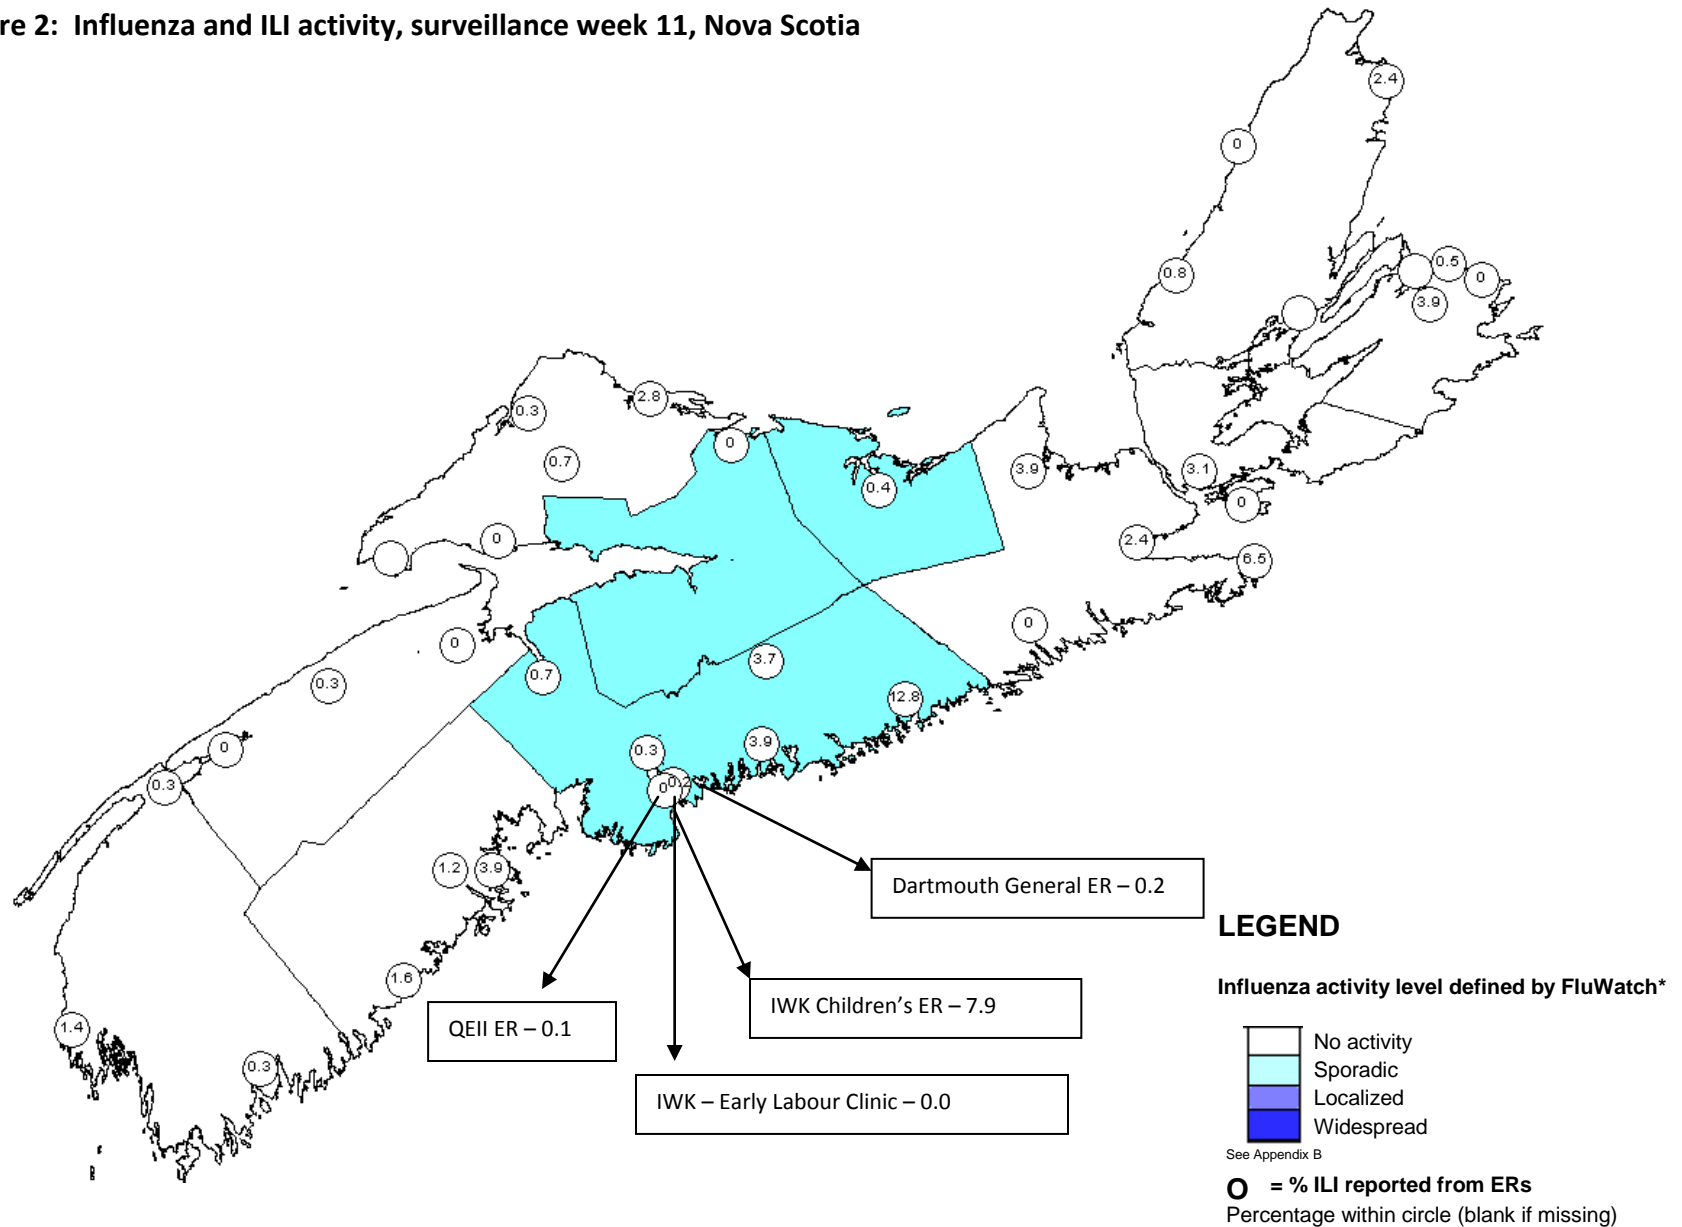 re 2: Influenza and ILI activity, surveillance week 11, Nova Scotia
2.4
0
0.8
0.5
0
3.9
2.8
0.3
0
0.7
3.9
3.1
0.4
0
2.4
0
6.5
0
0
3.7
0.7
0.3
12.8
3.9
0
0.3
0.3
0
0.2
1.2
3.9
Dartmouth General ER – 0.2
LEGEND
1.6
Influenza activity level defined by FluWatch*
IWK Children's ER – 7.9
QEII ER – 0.1
1.4
No activity
0.3
Sporadic
IWK – Early Labour Clinic – 0.0
Localized
Widespread
See Appendix B
O = % ILI reported from ERs
Percentage within circle (blank if missing)